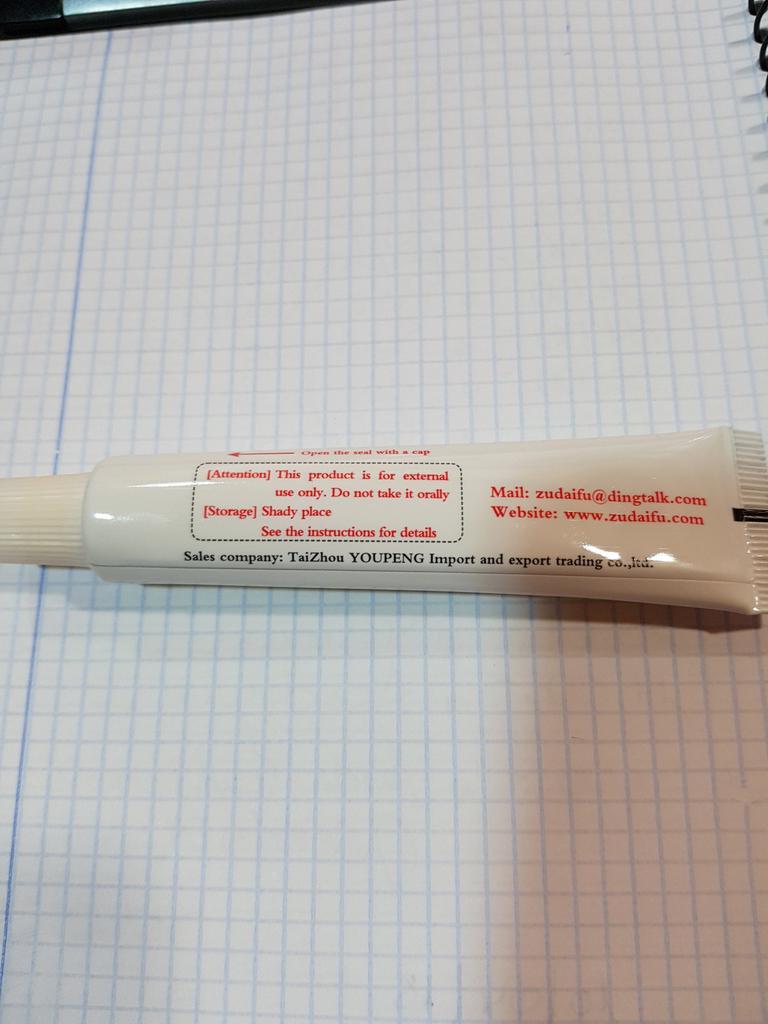 Open the seal with a cap
[Attention] This product is for external
use only. Do not take it orally
[Storage] Shady place
See the instructions for details
Mail: zudaifu@dingtalk.com
Website: www.zudaifu.com
Sales company: TaiZhou YOUPENG Import and export trading co.,ltd.